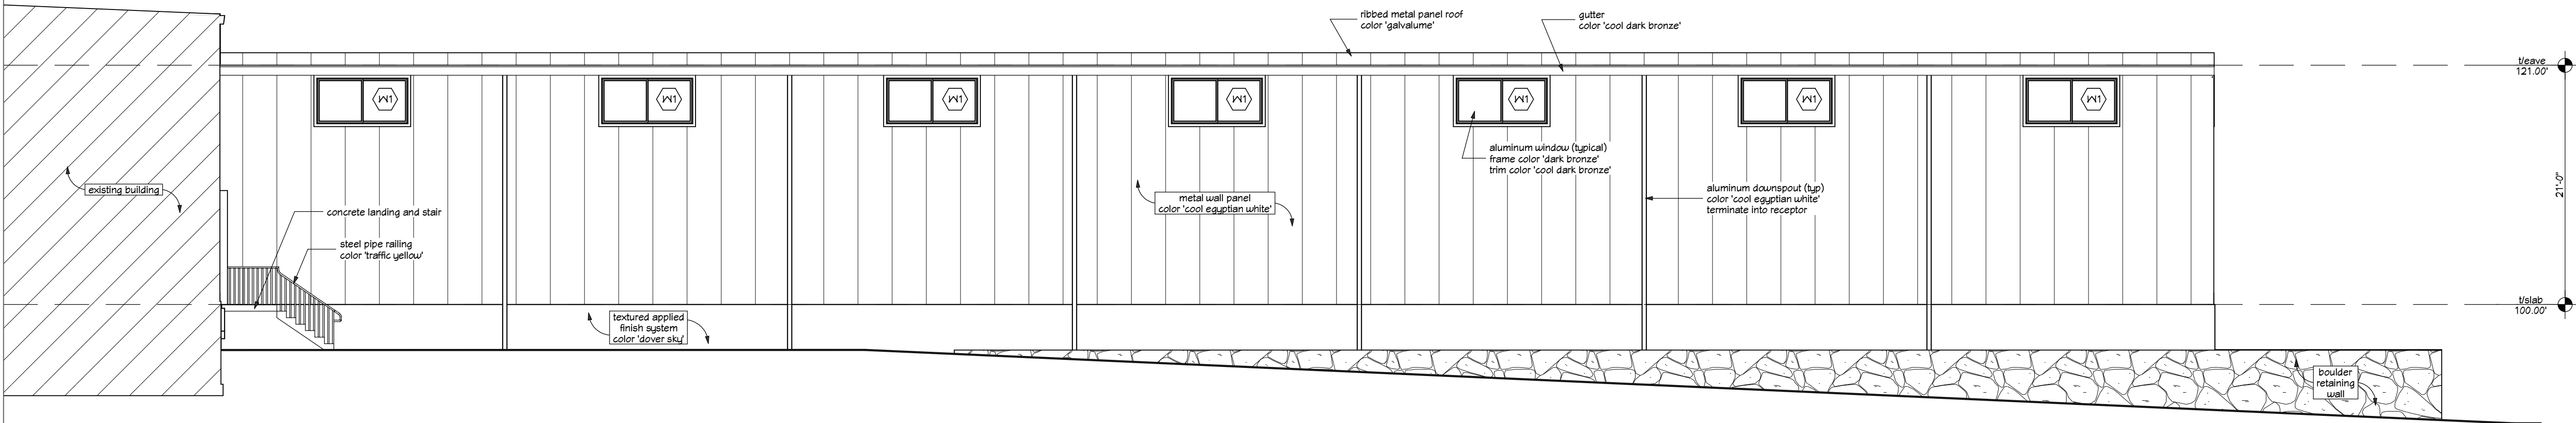 ribbed metal panel roof
color 'galvalume'
gutter
color 'cool dark bronze'
t/eave
121.00'
W1
W1
W1
W1
W1
W1
W1
aluminum window (typical)
frame color 'dark bronze'
trim color 'cool dark bronze'
existing building
metal wall panel
color 'cool egyptian white'
aluminum downspout (typ)
color 'cool egyptian white'
terminate into receptor
21'-0"
concrete landing and stair
steel pipe railing
color 'traffic yellow'
t/slab
100.00'
textured applied
finish system
color 'dover sky'
boulder
retaining
wall